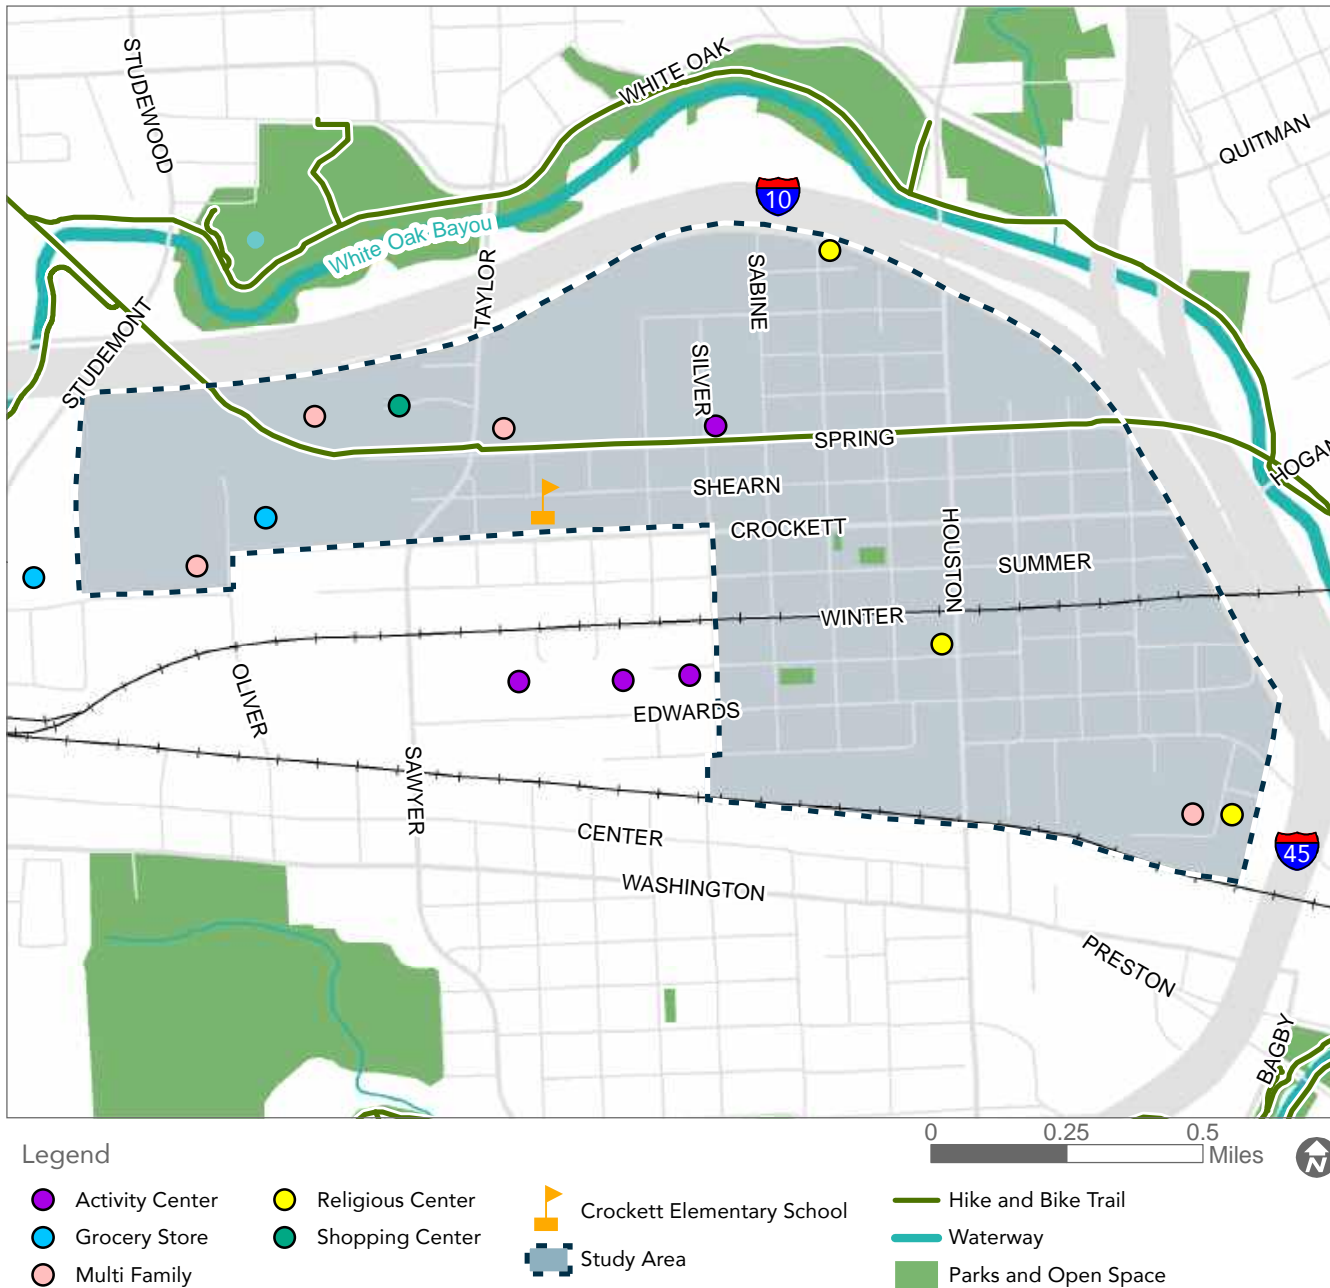 STUDEWOOD
WHITE OAK
QUITMAN
10
White Oak Bayou
TAYLOR
SABINE
STUDEMONT
SILVER
SPRING
HOGAN
SHEARN
CROCKETT
HOUSTON
SUMMER
WINTER
OLIVER
EDWARDS
SAWYER
CENTER
45
WASHINGTON
PRESTON
BAGBY
Legend
0 0.25 0.5
Miles
N
Activity Center
Grocery Store
Multi Family
Religious Center
Shopping Center
Crockett Elementary School
Study Area
Hike and Bike Trail
Waterway
Parks and Open Space